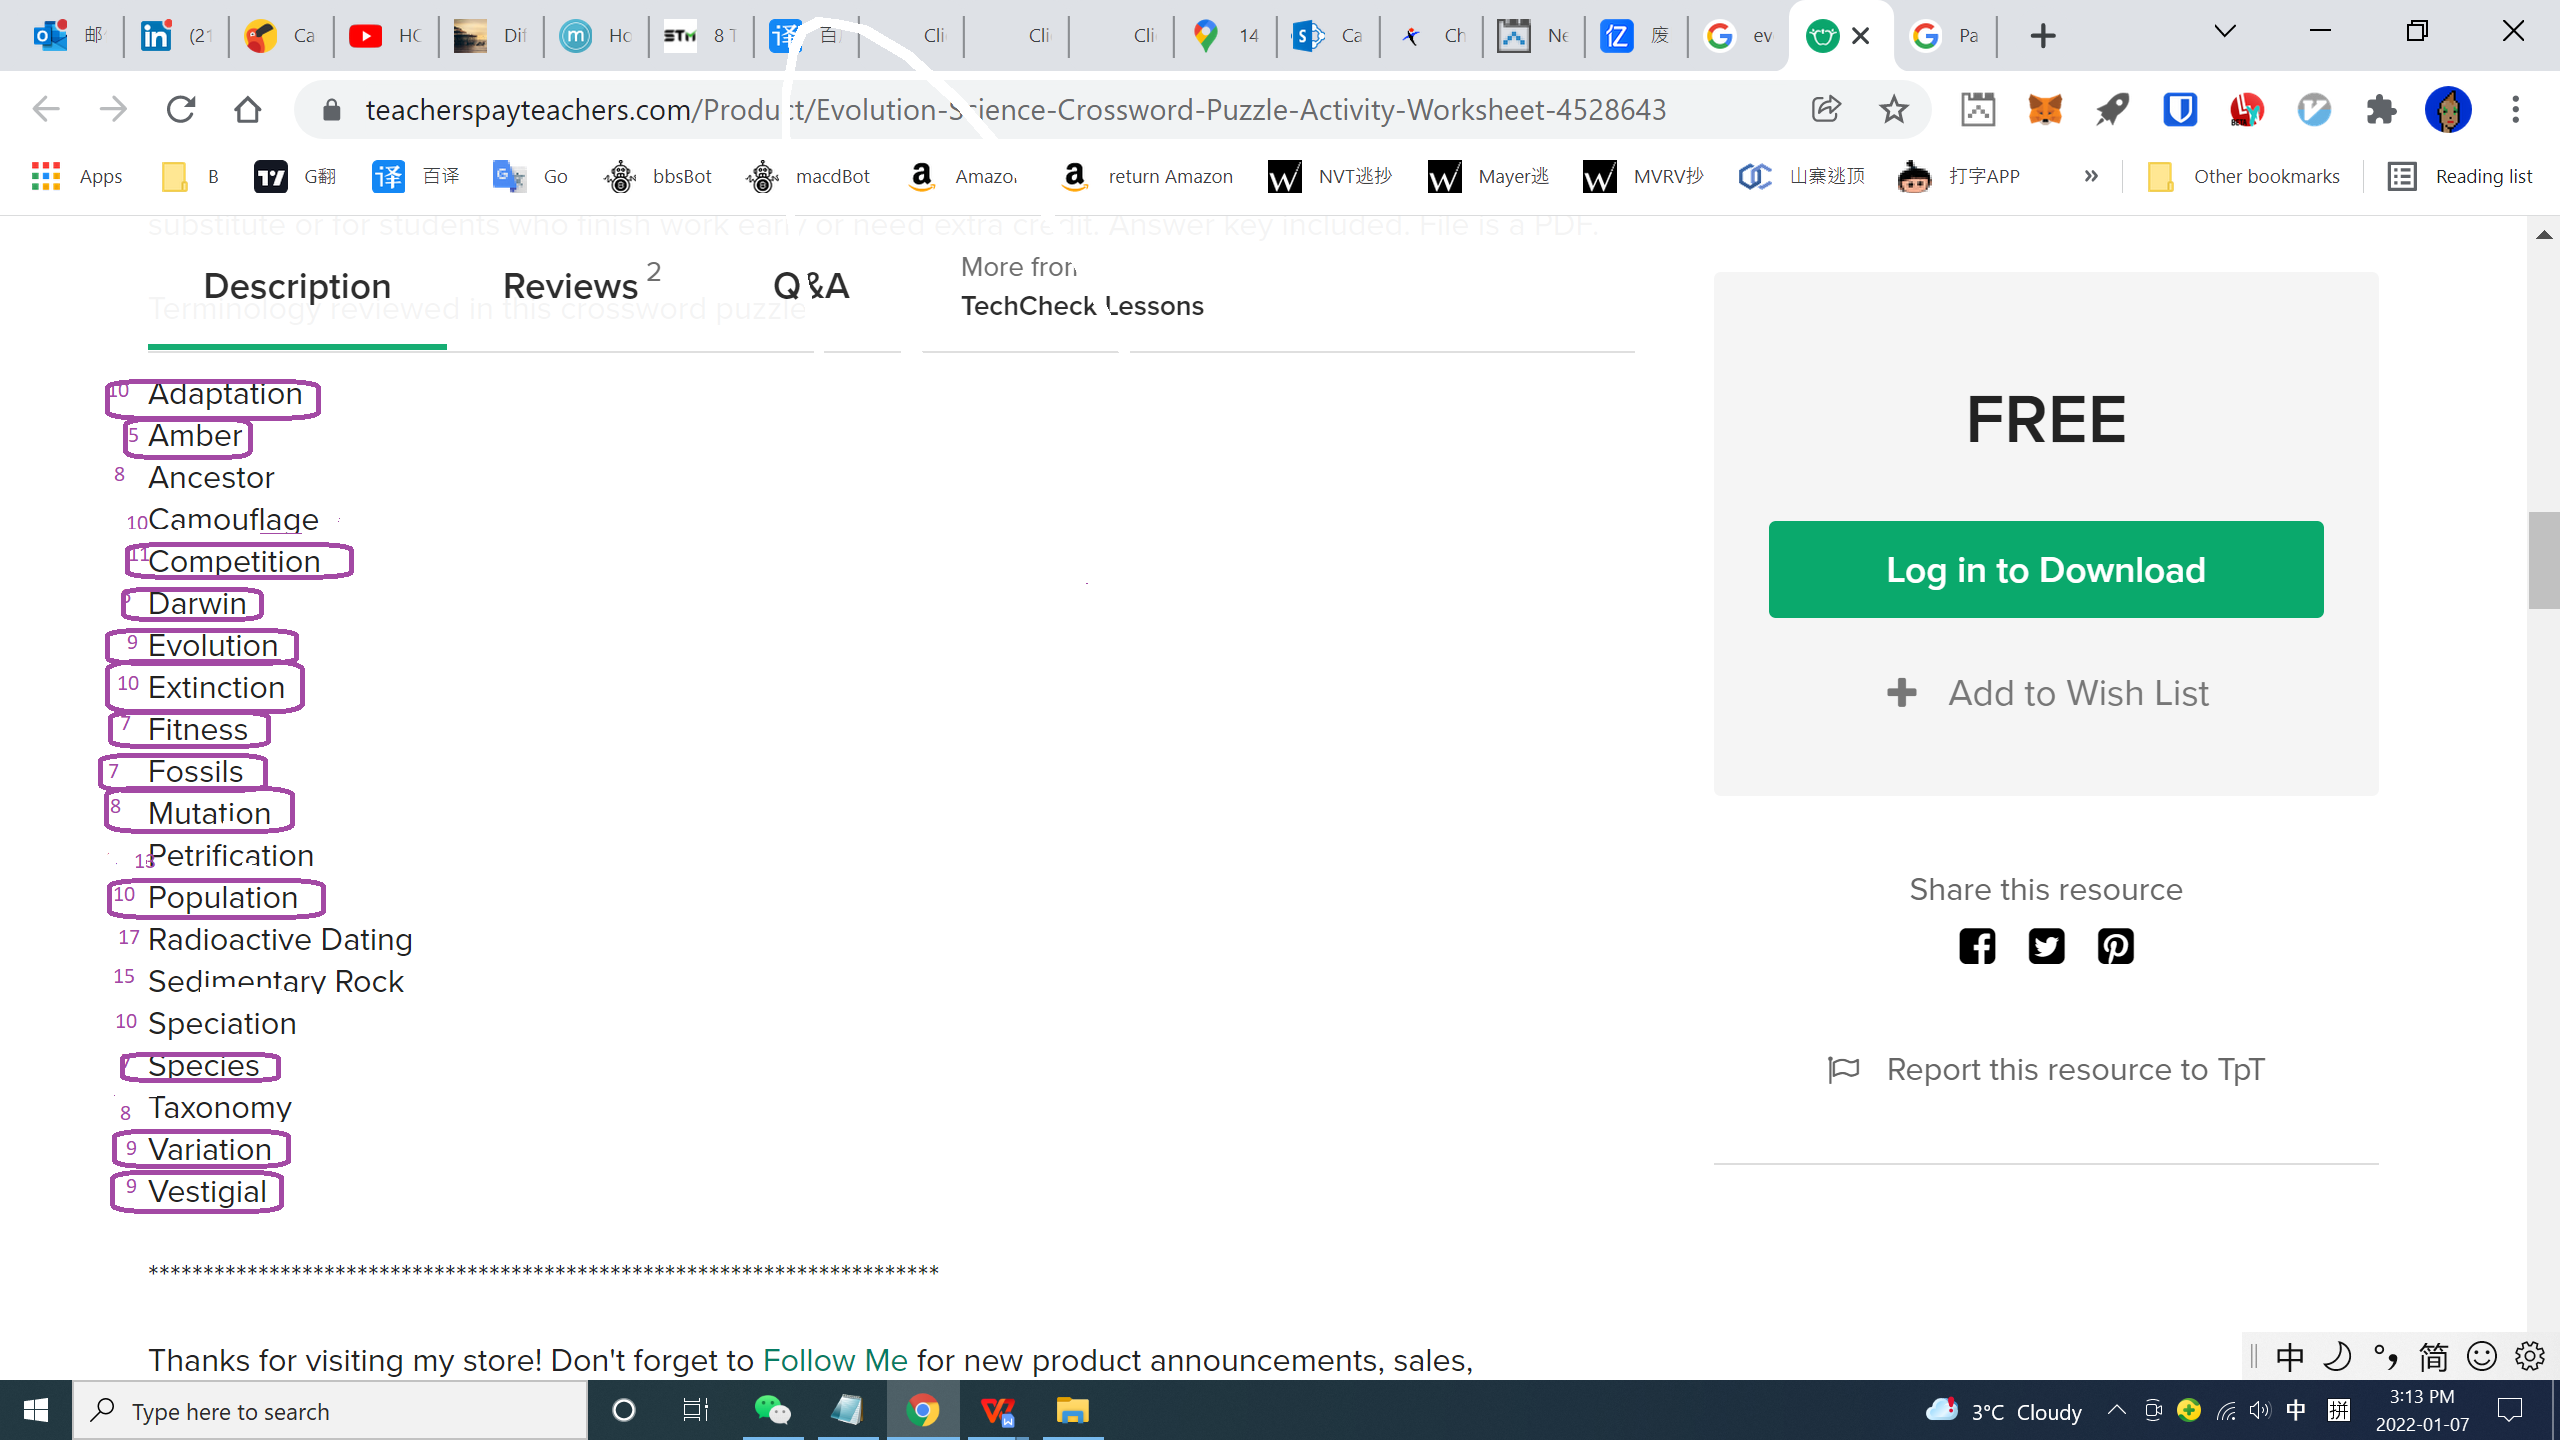 邮 (21 Ca HC Dif Ho STM 8 T 译 Cli Cli Cli 14 Ca Ch Ne 亿 废 ev Pa
teacherspayteachers.com/Product/Evolution-Science-Crossword-Puzzle-Activity-Worksheet-4528643
Apps B G翻 译 百译 Go bbsBot macdBot Amazo return Amazon NVT逃抄 Mayer逃 MVRV抄 山寨逃顶 打字APP » Other bookmarks Reading list
substitute or for students who finish work early or need extra credit. Answer key included. File is a PDF.
Description Reviews 2 Q&A More from
TechCheck Lessons
Terminology reviewed in this crossword puzzle
10 Adaptation
5 Amber
8 Ancestor
10 Camouflage
11 Competition
Darwin
9 Evolution
10 Extinction
7 Fitness
7 Fossils
8 Mutation
13 Petrification
10 Population
17 Radioactive Dating
15 Sedimentary Rock
10 Speciation
7 Species
8 Taxonomy
9 Variation
9 Vestigial
************************************************************************
Thanks for visiting my store! Don't forget to Follow Me for new product announcements, sales,
FREE
Log in to Download
Add to Wish List
Share this resource
Report this resource to TpT
中 简
Type here to search
3°C Cloudy 中 拼 3:13 PM
2022-01-07